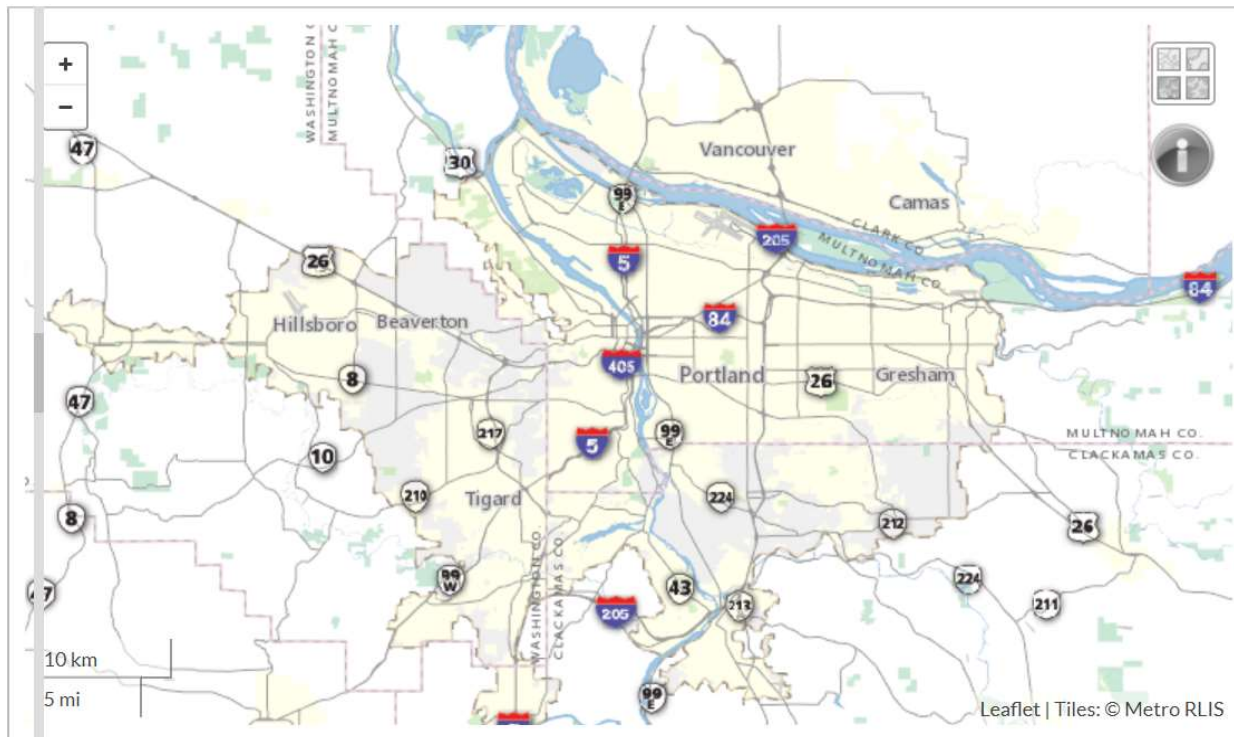 +
−
WASHINGTON C
MULTNOMAH CO.
47
30
99
E
Vancouver
Camas
CLARK CO.
MULTNOMAH CO.
205
26
5
84
84
Hillsboro
Beaverton
405
Portland
26
Gresham
8
47
217
5
99
E
10
MULTNOMAH CO.
CLACKAMAS CO.
210
Tigard
224
212
8
26
WASHINGTON CO.
CLACKAMAS CO.
99
W
43
224
47
205
213
211
10 km
5 mi
99
E
Leaflet | Tiles: © Metro RLIS